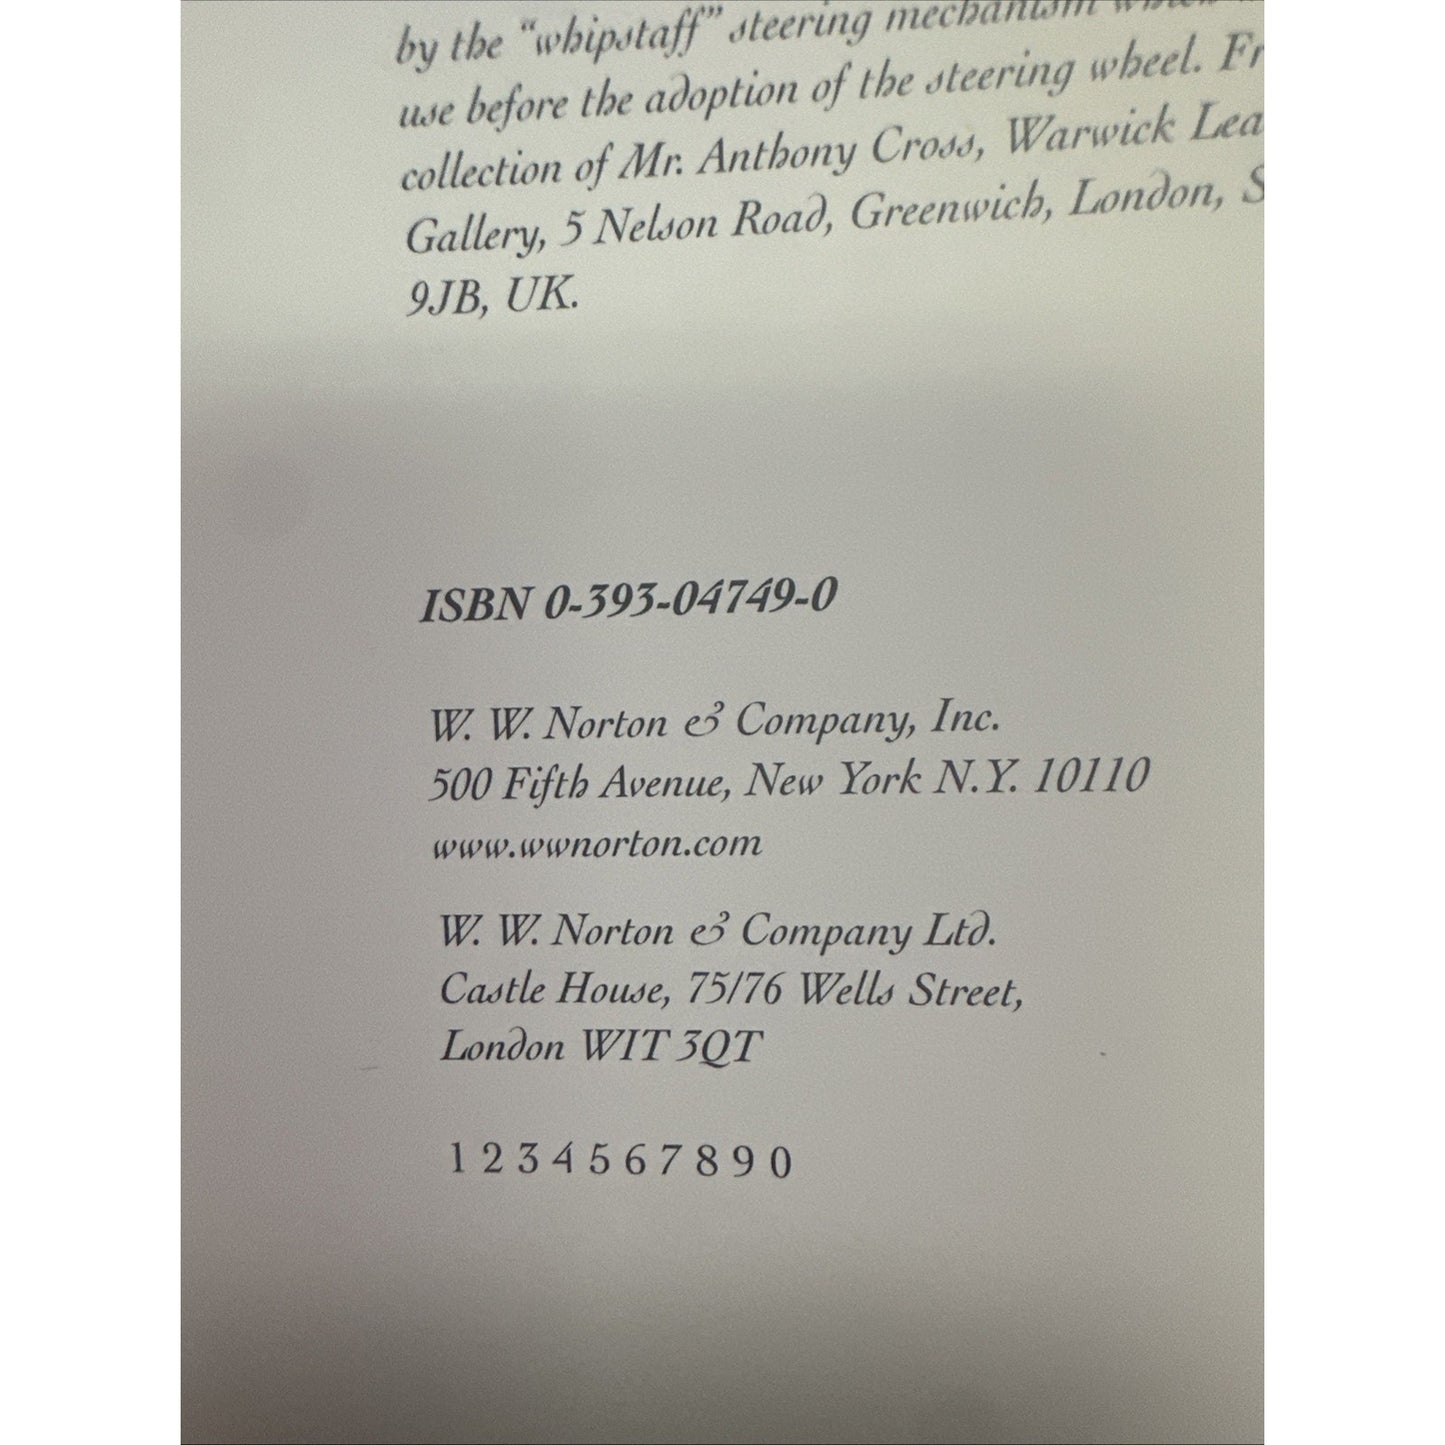 by the “whipstaff” steering mechanism which
use before the adoption of the steering wheel.
collection of Mr. Anthony Cross, Warwick
Gallery, 5 Nelson Road, Greenwich, London,
9JB, UK.
ISBN 0-393-04749-0
W. W. Norton & Company, Inc.
500 Fifth Avenue, New York N.Y. 10110
www.wwnorton.com
W. W. Norton & Company Ltd.
Castle House, 75/76 Wells Street,
London WIT 3QT
1 2 3 4 5 6 7 8 9 0